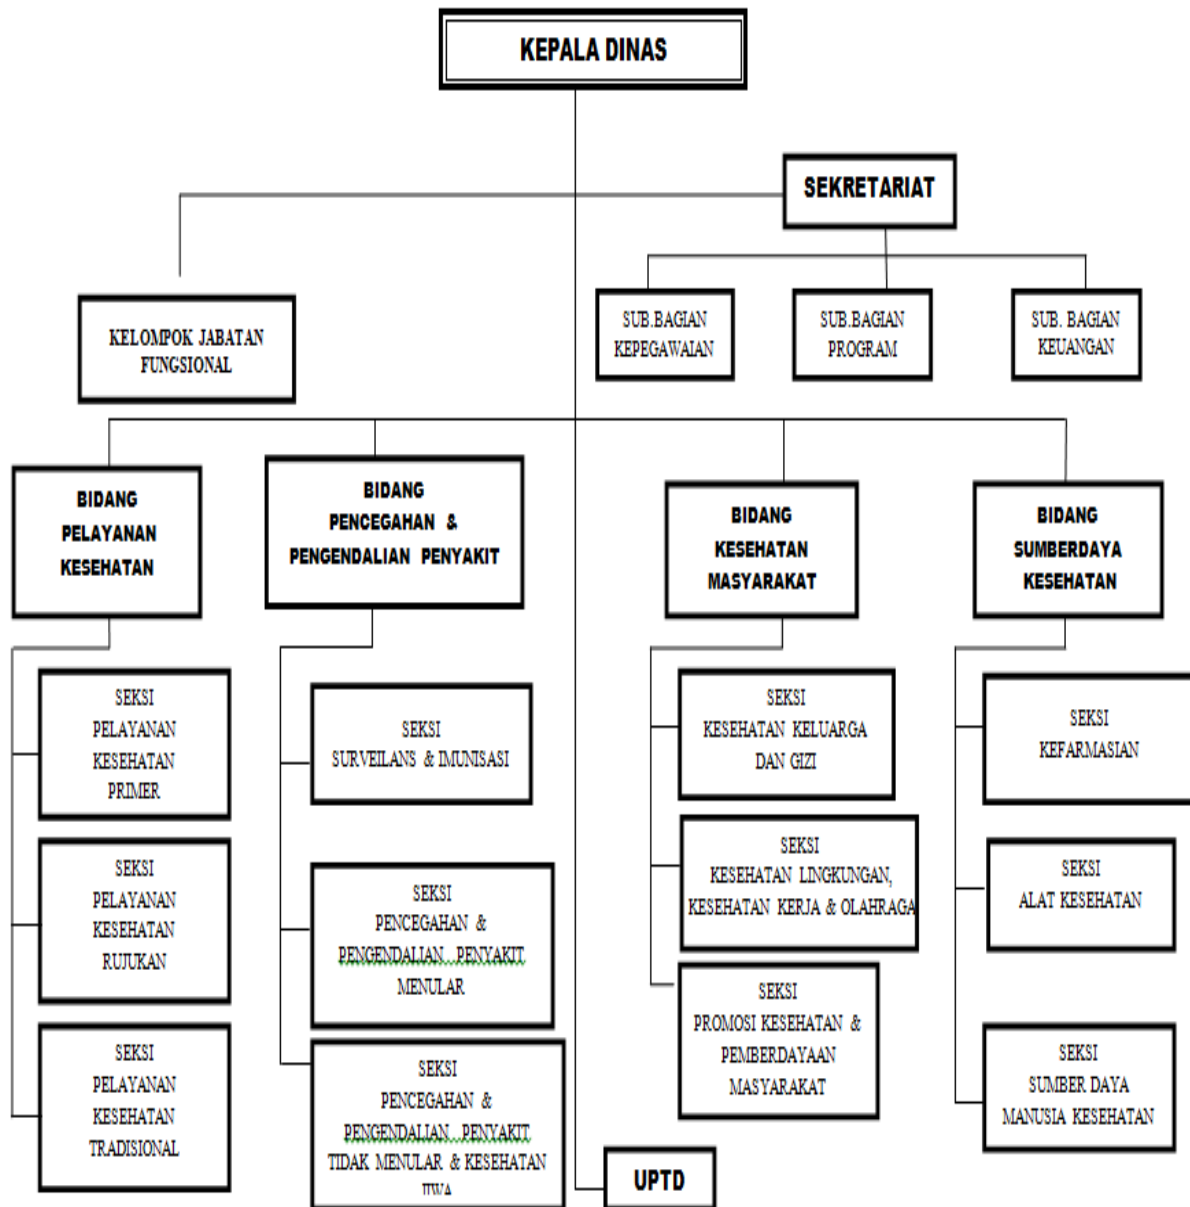 KEPALA DINAS
SEKRETARIAT
KELOMPOK JABATAN
FUNGSIONAL
SUB.BAGIAN
KEPEGAWAIAN
SUB.BAGIAN
PROGRAM
SUB. BAGIAN
KEUANGAN
BIDANG
PELAYANAN
KESEHATAN
BIDANG
PENCEGAHAN &
PENGENDALIAN PENYAKIT
BIDANG
KESEHATAN
MASYARAKAT
BIDANG
SUMBERDAYA
KESEHATAN
SEKSI
PELAYANAN
KESEHATAN
PRIMER
SEKSI
PELAYANAN
KESEHATAN
RUJUKAN
SEKSI
PELAYANAN
KESEHATAN
TRADISIONAL
SEKSI
SURVEILANS & IMUNISASI
SEKSI
PENCEGAHAN &
PENGENDALIAN PENYAKIT
MENULAR
SEKSI
PENCEGAHAN &
PENGENDALIAN PENYAKIT
TIDAK MENULAR & KESEHATAN
JIWA
SEKSI
KESEHATAN KELUARGA
DAN GIZI
SEKSI
KESEHATAN LINGKUNGAN,
KESEHATAN KERJA & OLAHRAGA
SEKSI
PROMOSI KESEHATAN &
PEMBERDAYAAN
MASYARAKAT
SEKSI
KEFARMASIAN
SEKSI
ALAT KESEHATAN
SEKSI
SUMBER DAYA
MANUSIA KESEHATAN
UPTD